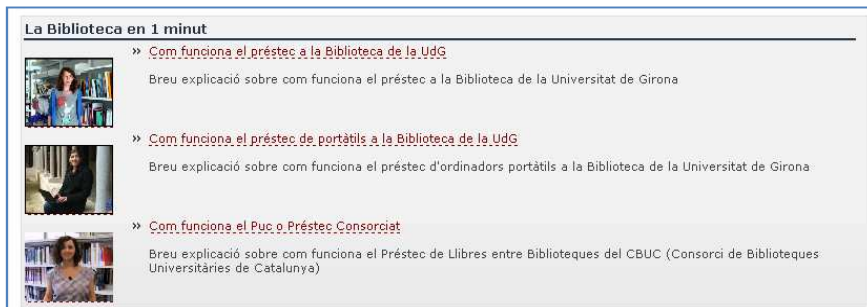 La Biblioteca en 1 minut
» Com funciona el préstec a la Biblioteca de la UdG
Breu explicació sobre com funciona el préstec a la Biblioteca de la Universitat de Girona
» Com funciona el préstec de portàtils a la Biblioteca de la UdG
Breu explicació sobre com funciona el préstec d'ordinadors portàtils a la Biblioteca de la Universitat de Girona
» Com funciona el Puc o Préstec Consorciat
Breu explicació sobre com funciona el Préstec de Llibres entre Biblioteques del CBUC (Consorci de Biblioteques
Universitàries de Catalunya)